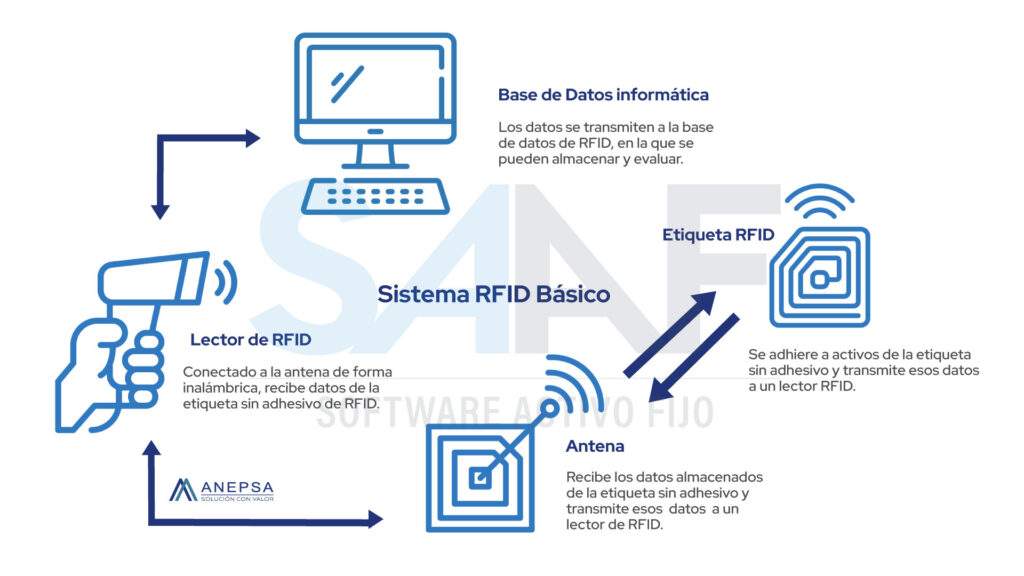 Base de Datos informática
Los datos se transmiten a la base
de datos de RFID, en la que se
pueden almacenar y evaluar.
Etiqueta RFID
Se adhiere a activos de la etiqueta
sin adhesivo y transmite esos datos
a un lector RFID.
Sistema RFID Básico
SAAF
SOFTWARE ACTIVO FIJO
Lector de RFID
Conectado a la antena de forma
inalámbrica, recibe datos de la
etiqueta sin adhesivo de RFID.
Antena
Recibe los datos almacenados
de la etiqueta sin adhesivo y
transmite esos datos a un
lector de RFID.
ANEPSA
SOLUCIÓN CON VALOR